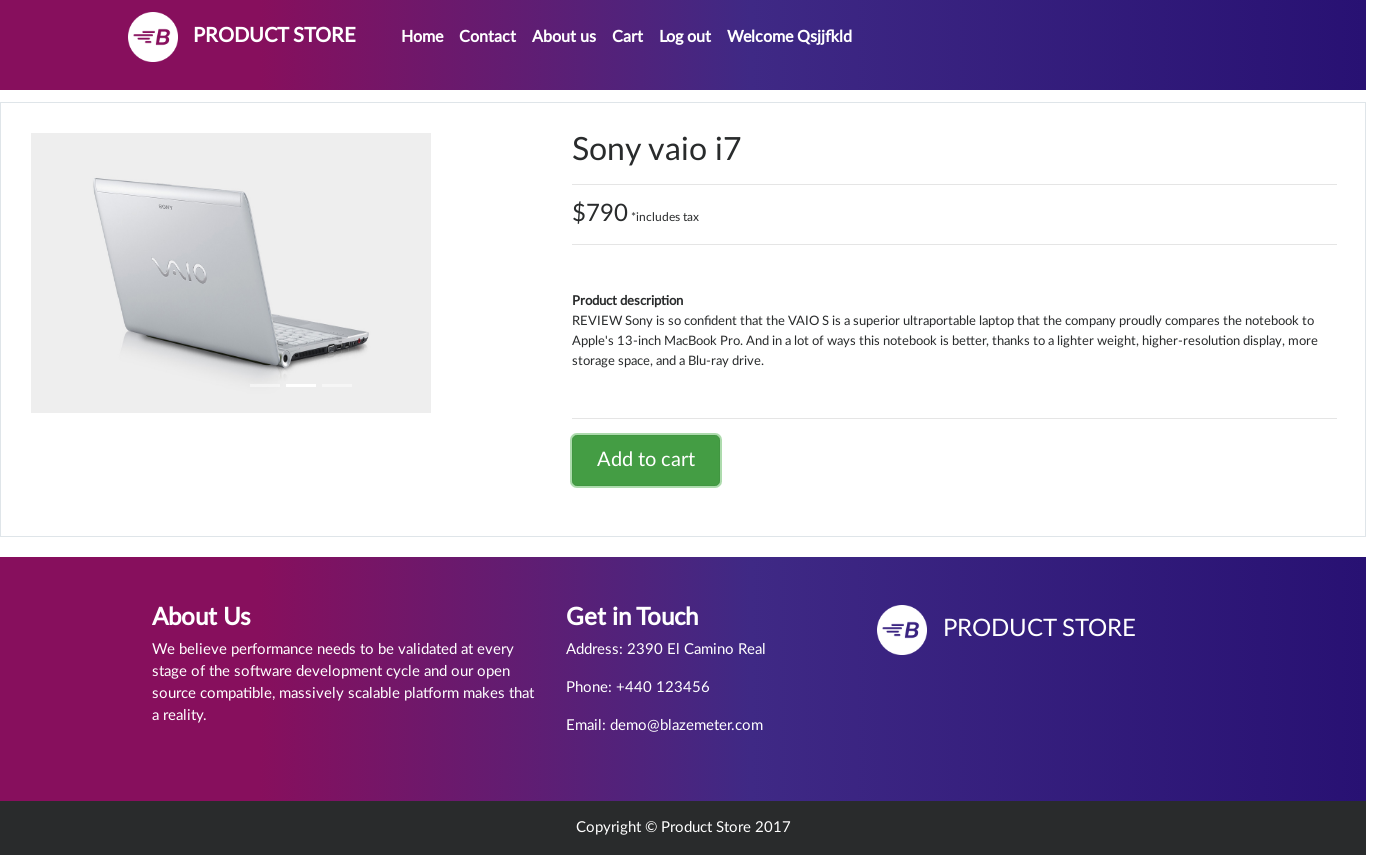 PRODUCT STORE Home Contact About us Cart Log out Welcome Qsjjfkld
SONY
VAIO
Sony vaio i7
$790 *includes tax
Product description
REVIEW Sony is so confident that the VAIO S is a superior ultraportable laptop that the company proudly compares the notebook to
Apple's 13-inch MacBook Pro. And in a lot of ways this notebook is better, thanks to a lighter weight, higher-resolution display, more
storage space, and a Blu-ray drive.
Add to cart
About Us
We believe performance needs to be validated at every
stage of the software development cycle and our open
source compatible, massively scalable platform makes that
a reality.
Get in Touch
Address: 2390 El Camino Real
Phone: +440 123456
Email: demo@blazemeter.com
PRODUCT STORE
Copyright © Product Store 2017